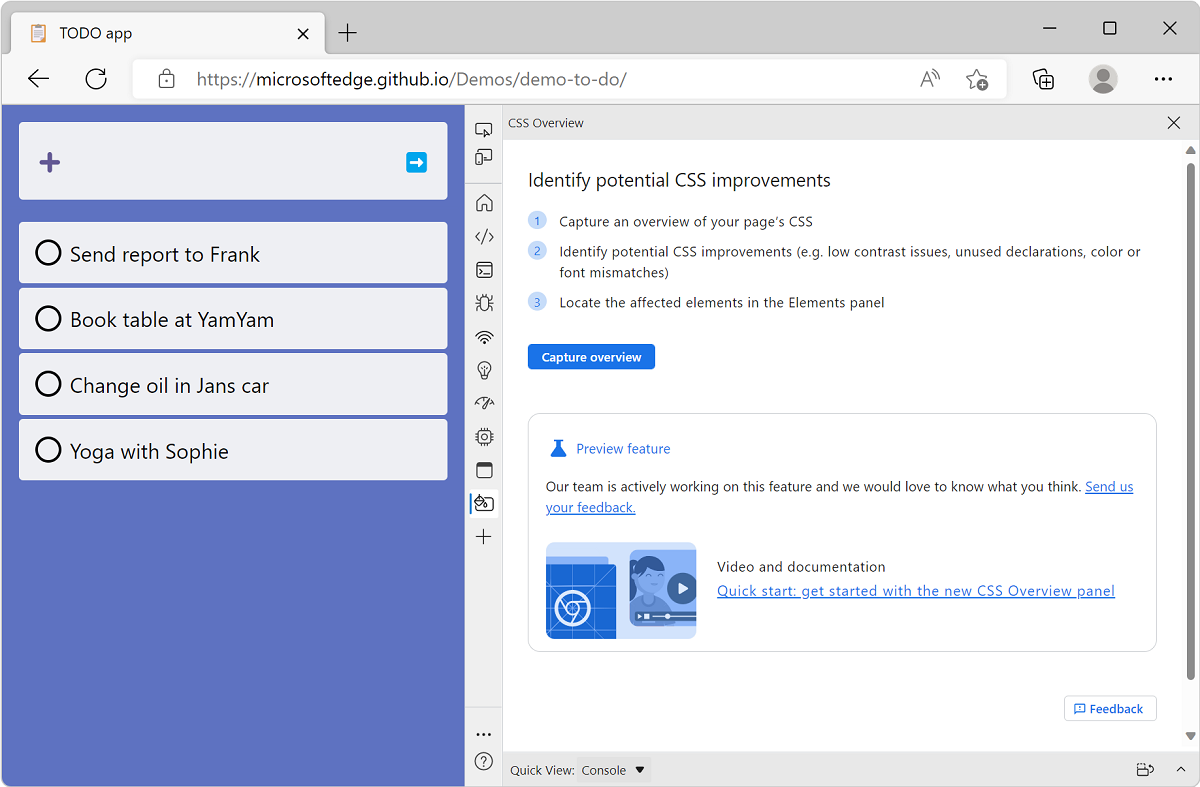 TODO app
https://microsoftedge.github.io/Demos/demo-to-do/
Send report to Frank
Book table at YamYam
Change oil in Jans car
Yoga with Sophie
CSS Overview
Identify potential CSS improvements
1 Capture an overview of your page's CSS
2 Identify potential CSS improvements (e.g. low contrast issues, unused declarations, color or
font mismatches)
3 Locate the affected elements in the Elements panel
Capture overview
Preview feature
Our team is actively working on this feature and we would love to know what you think. Send us
your feedback.
Video and documentation
Quick start: get started with the new CSS Overview panel
Feedback
Quick View: Console